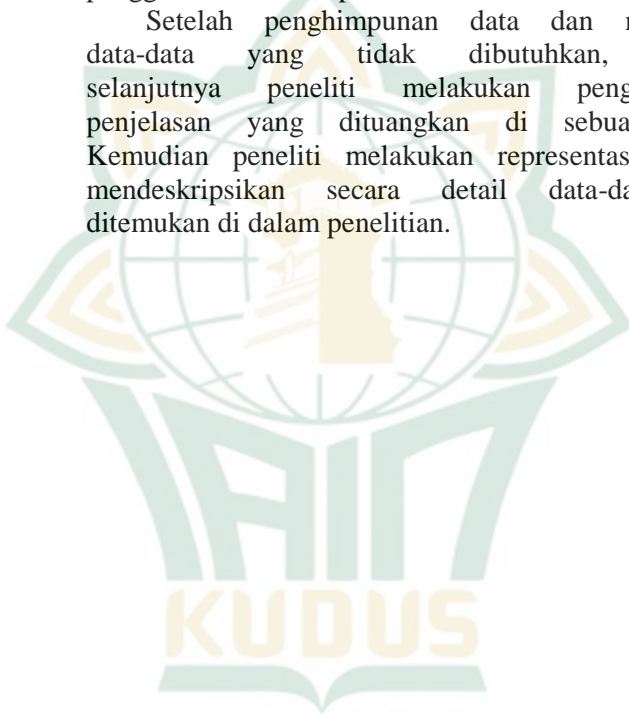 Setelah penghimpunan data dan
data-data yang tidak dibutuhkan,
selanjutnya peneliti melakukan
penjelasan yang dituangkan di
Kemudian peneliti melakukan
mendeskripsikan secara detail
ditemukan di dalam penelitian.
IAIN
KUDUS